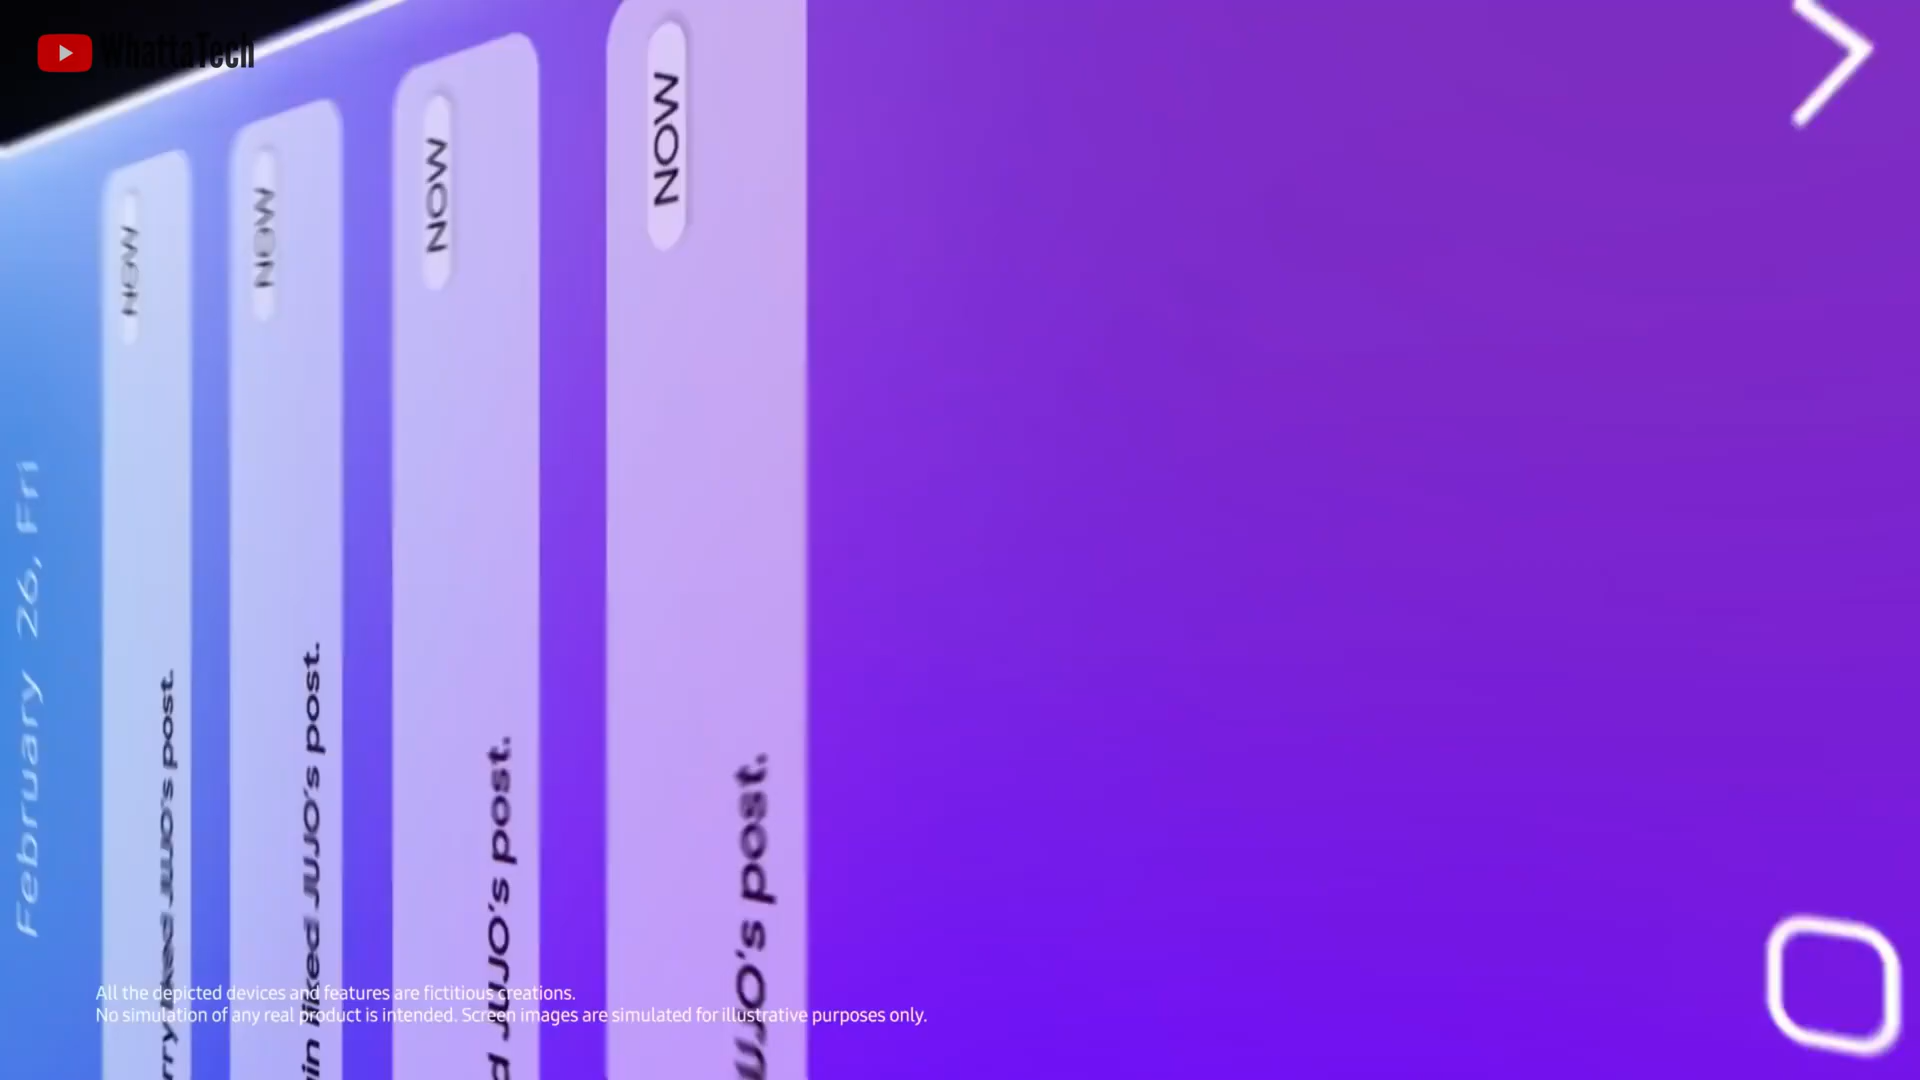 WhattaTech
February 26, Fri
NOW
liked JUJO's post.
NOW
liked JUJO's post.
NOW
JUJO's post.
NOW
JUJO's post.
All the depicted devices and features are fictitious creations.
No simulation of any real product is intended. Screen images are simulated for illustrative purposes only.